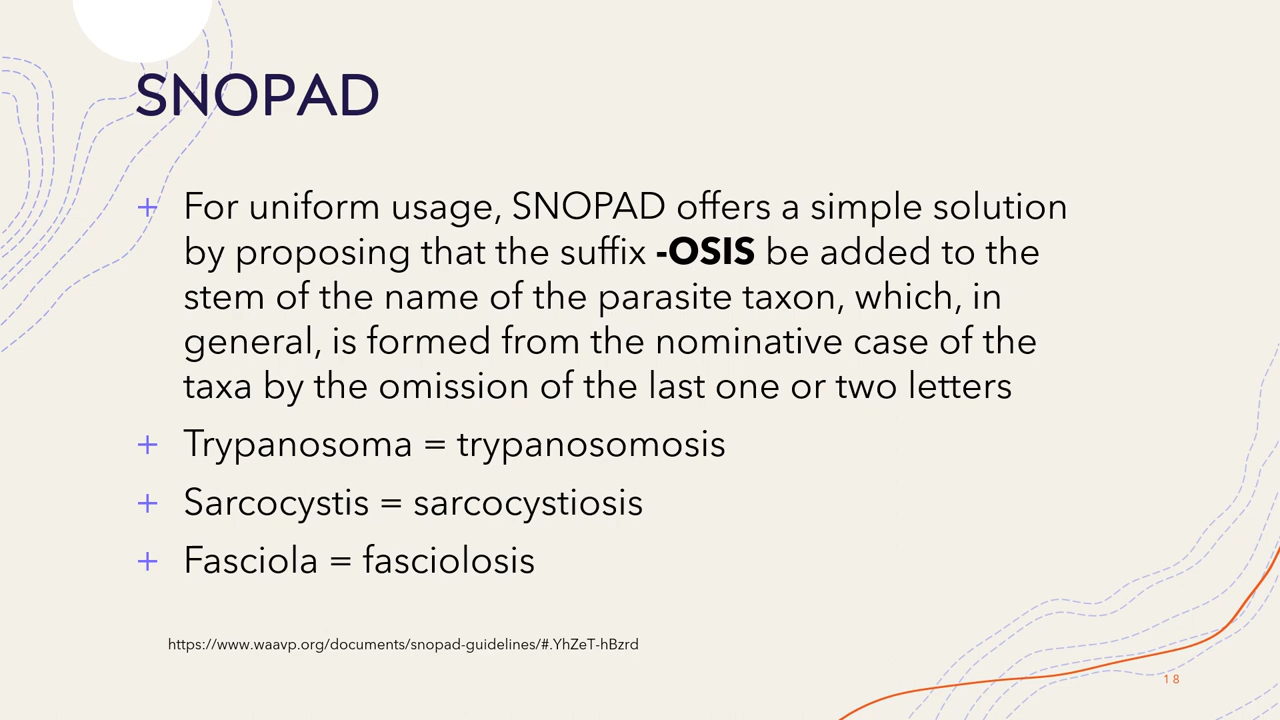 SNOPAD
+ For uniform usage, SNOPAD offers a simple solution
by proposing that the suffix -OSIS be added to the
stem of the name of the parasite taxon, which, in
general, is formed from the nominative case of the
taxa by the omission of the last one or two letters
+ Trypanosoma = trypanosomosis
+ Sarcocystis = sarcocystiosis
+ Fasciola = fasciolosis
https://www.waavp.org/documents/snopad-guidelines/#.YhZeT-hBzrd
18